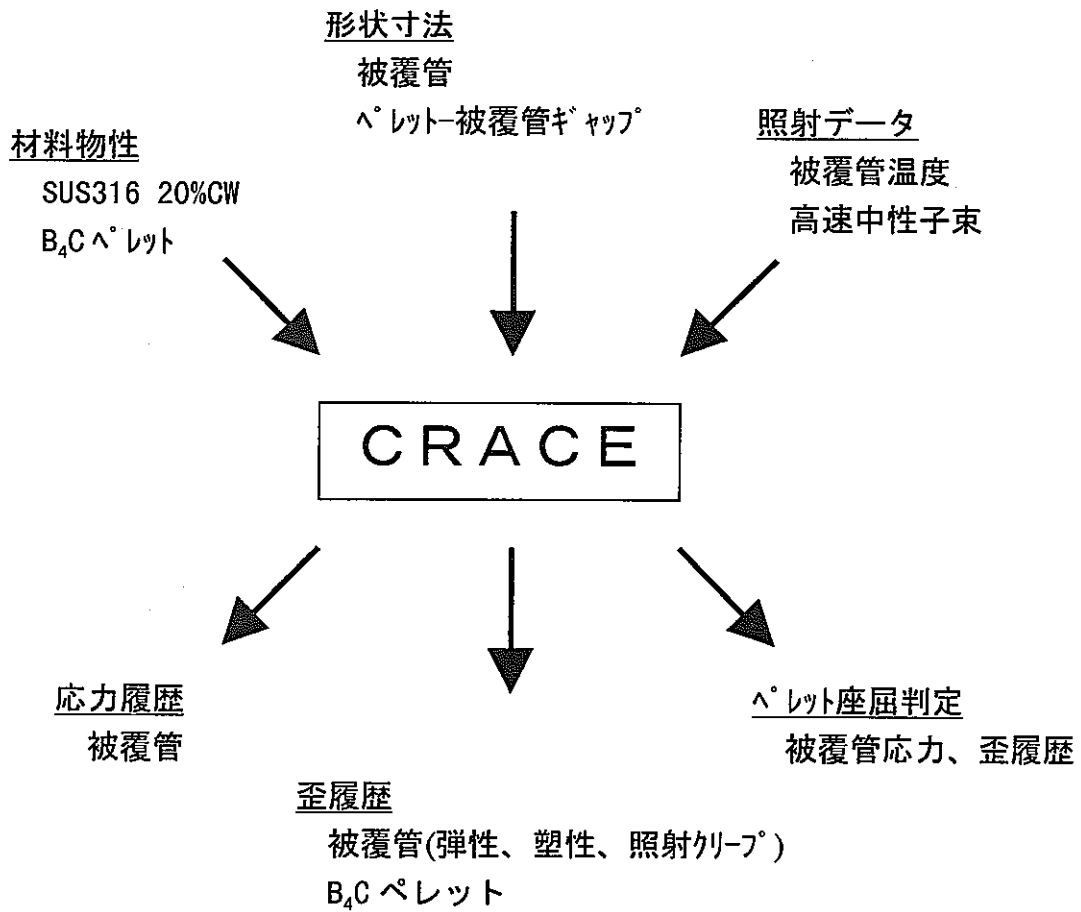 形状寸法
被覆管
ペレット-被覆管ギャップ
材料物性
SUS316 20%CW
B₄Cペレット
照射データ
被覆管温度
高速中性子束
CRACE
応力履歴
被覆管
歪履歴
被覆管(弾性、塑性、照射クリープ)
B₄Cペレット
ペレット座屈判定
被覆管応力、歪履歴